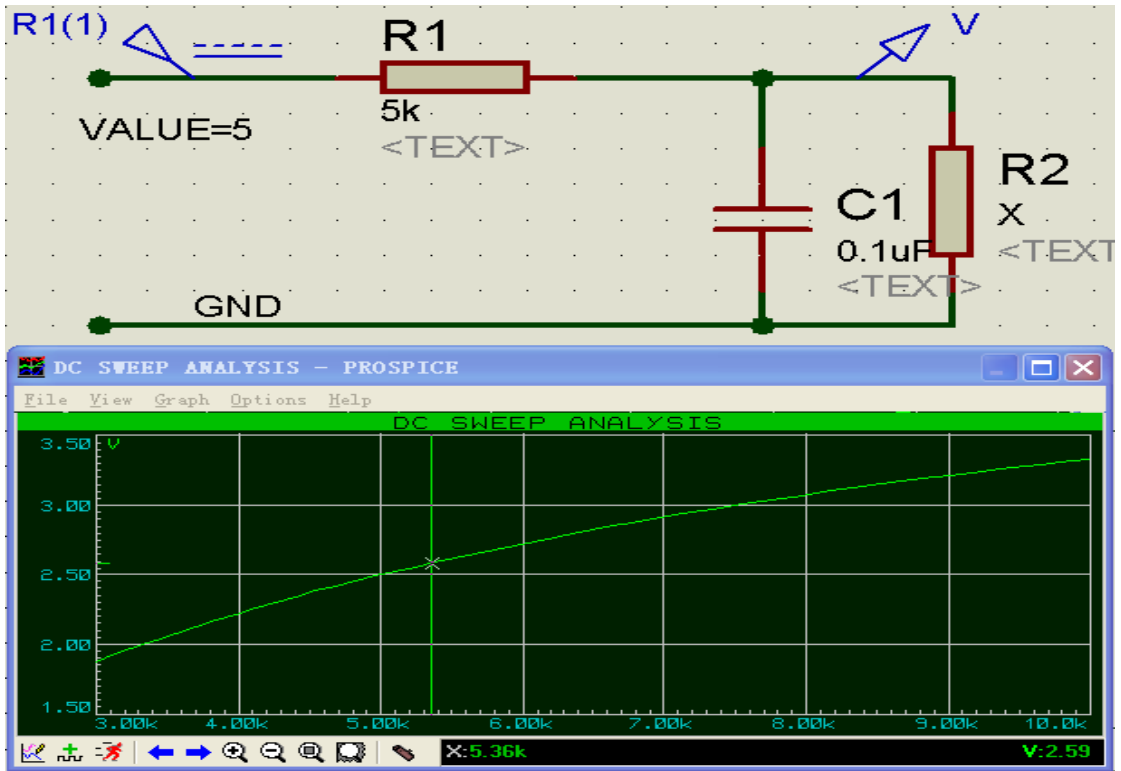 R1(1)
R1
V
5k
VALUE=5
<TEXT>
R2
C1
X
0.1uF
<TEXT
<TEXT>
GND
DC SWEEP ANALYSIS - PROSPICE
File View Graph Options Help
DC SWEEP ANALYSIS
3.50 V
3.00
2.50
2.00
1.50
3.00k 4.00k 5.00k 6.00k 7.00k 8.00k 9.00k 10.0k
X:5.36k V:2.59